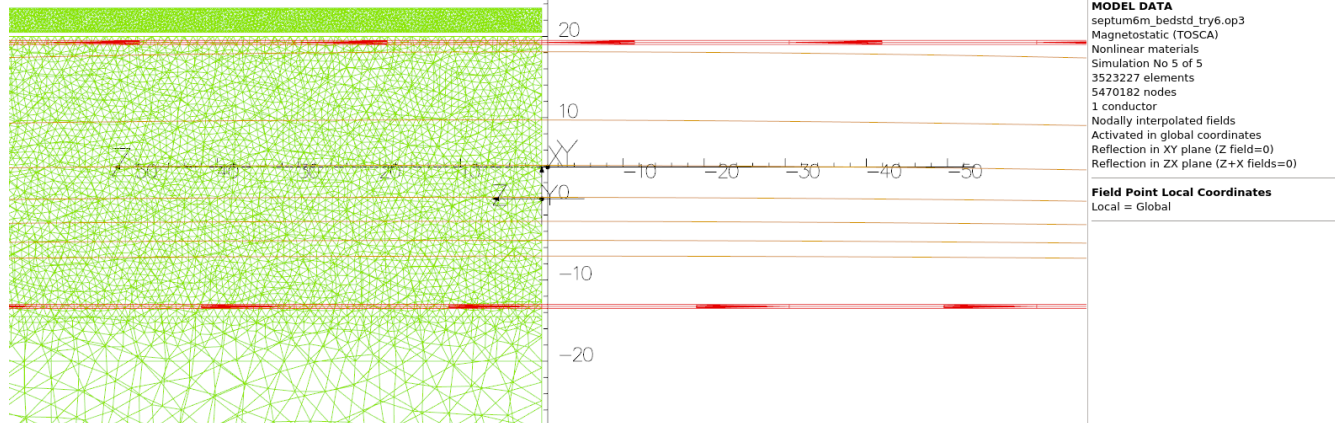 MODEL DATA
septum6m_bedstd_try6.op3
Magnetostatic (TOSCA)
Nonlinear materials
Simulation No 5 of 5
3523227 elements
5470182 nodes
1 conductor
Nodally interpolated fields
Activated in global coordinates
Reflection in XY plane (Z field=0)
Reflection in ZX plane (Z+X fields=0)
Field Point Local Coordinates
Local = Global
20
10
Z
XY
50 40 30 20 10 −10 −20 −30 −40 −50
Z
Y0
−10
−20